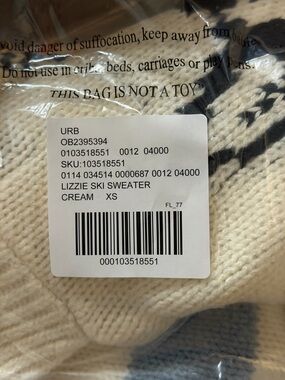 void danger of suffocation, keep away from babies
Do not use in cribs, beds, carriages or play pens.
THIS BAG IS NOT A TOY
URB
OB2395394
0103518551 0012 04000
SKU:103518551
0114 034514 0000687 0012 04000
LIZZIE SKI SWEATER
CREAM XS
FL_77
000103518551